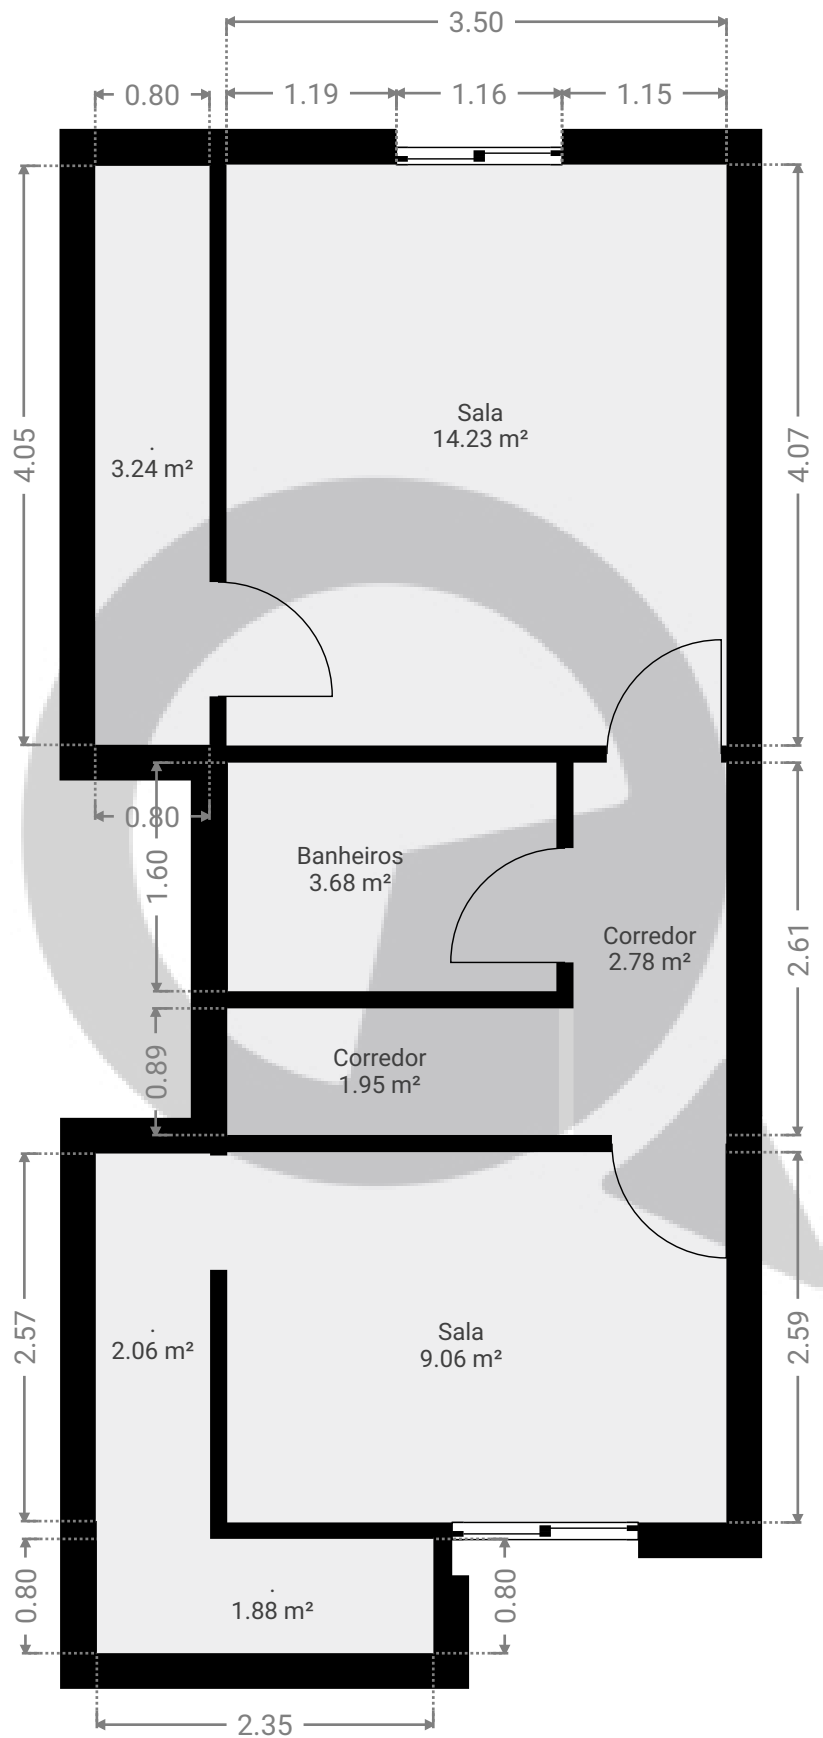 3.50
0.80
1.19
1.16
1.15
4.05
4.07
Sala
14.23 m²
.
3.24 m²
0.80
1.60
Banheiros
3.68 m²
Corredor
2.78 m²
2.61
0.89
Corredor
1.95 m²
2.57
.
2.06 m²
Sala
9.06 m²
2.59
0.80
.
1.88 m²
0.80
2.35